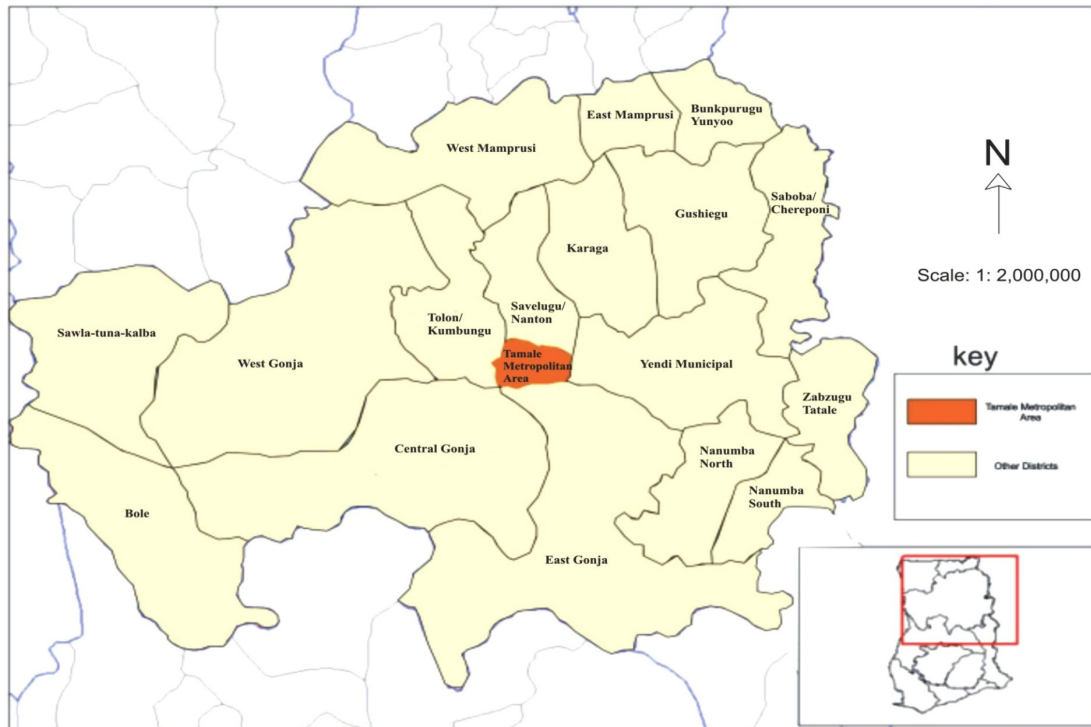 Bunkpurugu
Yunyoo
East Mamprusi
West Mamprusi
N
Saboba/
Chereponi
Gushiegu
Karaga
Scale: 1: 2,000,000
Savelugu/
Nanton
Tolon/
Kumbungu
Sawla-tuna-kalba
West Gonja
Tamale
Metropolitan
Area
Yendi Municipal
key
Zabzugu
Tatale
Tamale Metropolitan
Area
Central Gonja
Nanumba
North
Other Districts
Nanumba
South
Bole
East Gonja